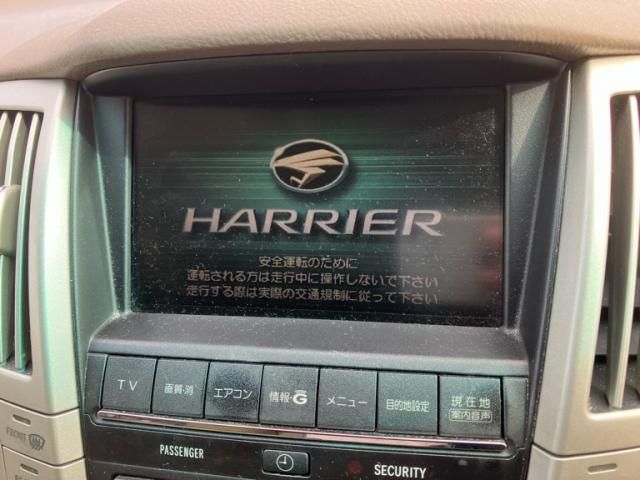 HARRIER
安全運転のために
運転される方は走行中に操作しないで下さい
走行する際は実際の交通規制に従って下さい
TV 画質・消 エアコン 情報・G メニュー 目的地設定 現在地
案内音声
FRONT
PASSENGER SECURITY